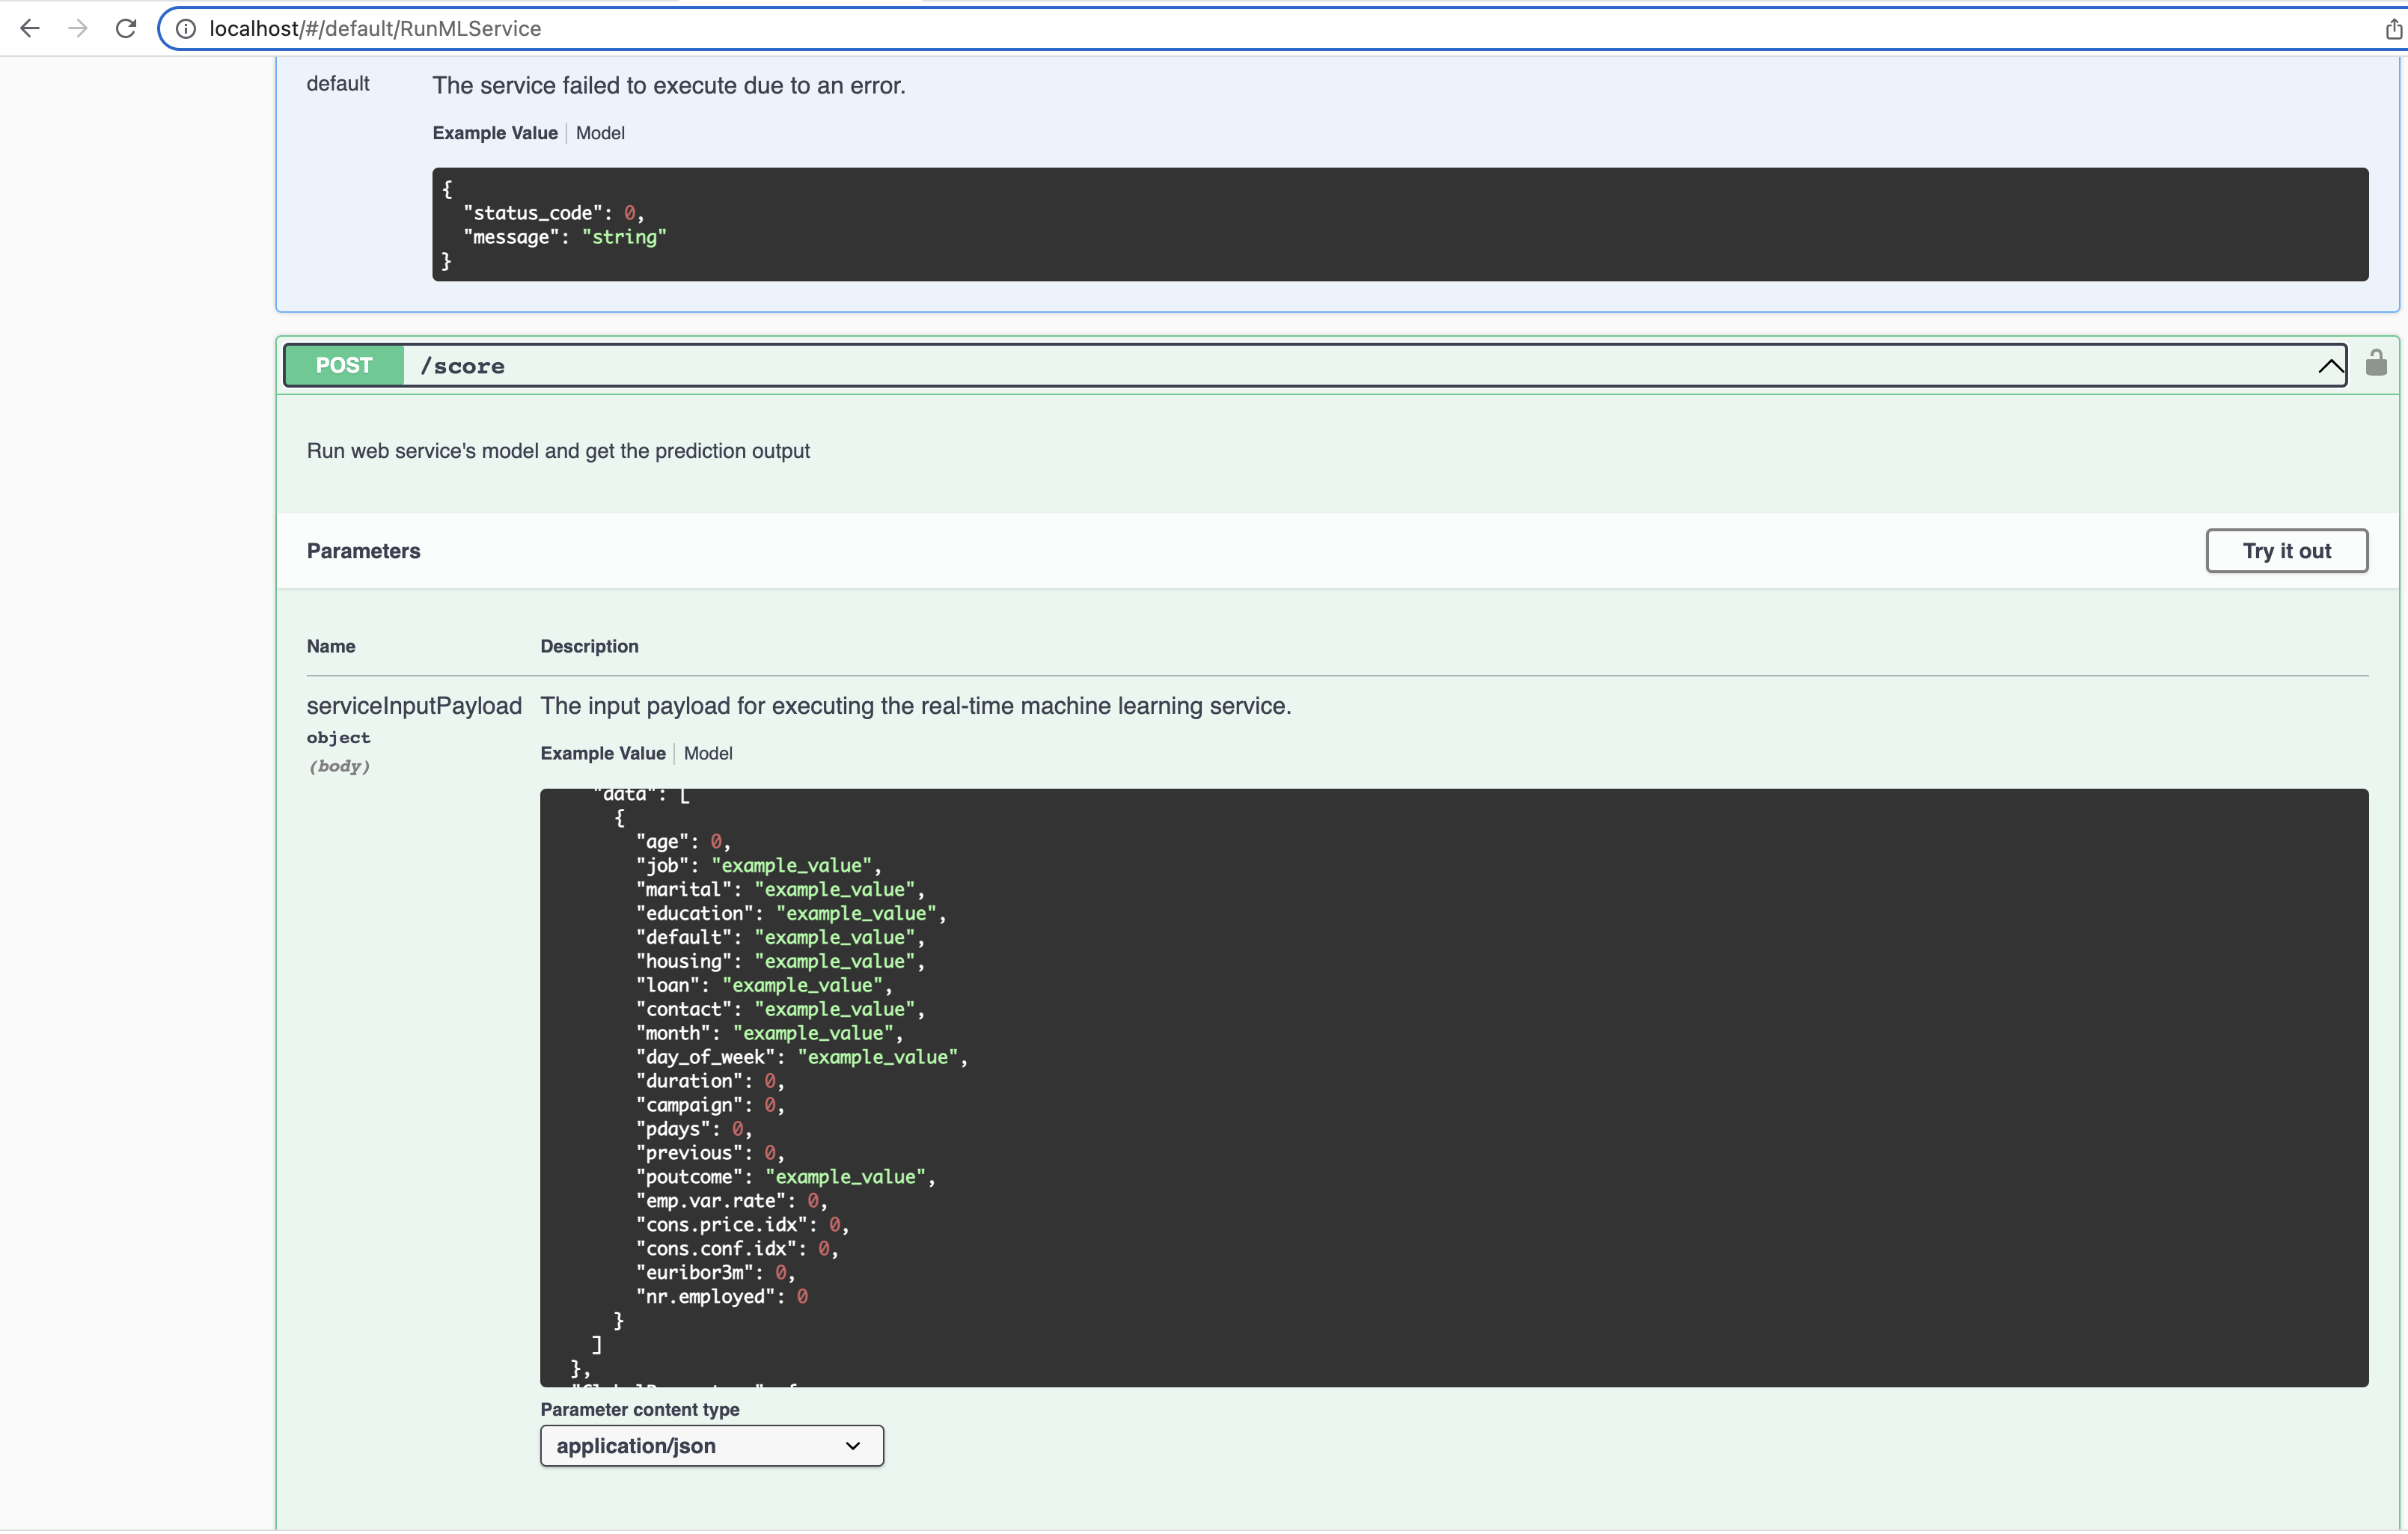 localhost/#/default/RunMLService
default
The service failed to execute due to an error.
Example Value | Model
{
"status_code": 0,
"message": "string"
}
POST /score
Run web service's model and get the prediction output
Parameters
Try it out
Name Description
serviceInputPayload The input payload for executing the real-time machine learning service.
object
(body)
Example Value | Model
"data": [
{
"age": 0,
"job": "example_value",
"marital": "example_value",
"education": "example_value",
"default": "example_value",
"housing": "example_value",
"loan": "example_value",
"contact": "example_value",
"month": "example_value",
"day_of_week": "example_value",
"duration": 0,
"campaign": 0,
"pdays": 0,
"previous": 0,
"poutcome": "example_value",
"emp.var.rate": 0,
"cons.price.idx": 0,
"cons.conf.idx": 0,
"euribor3m": 0,
"nr.employed": 0
}
]
},
Parameter content type
application/json